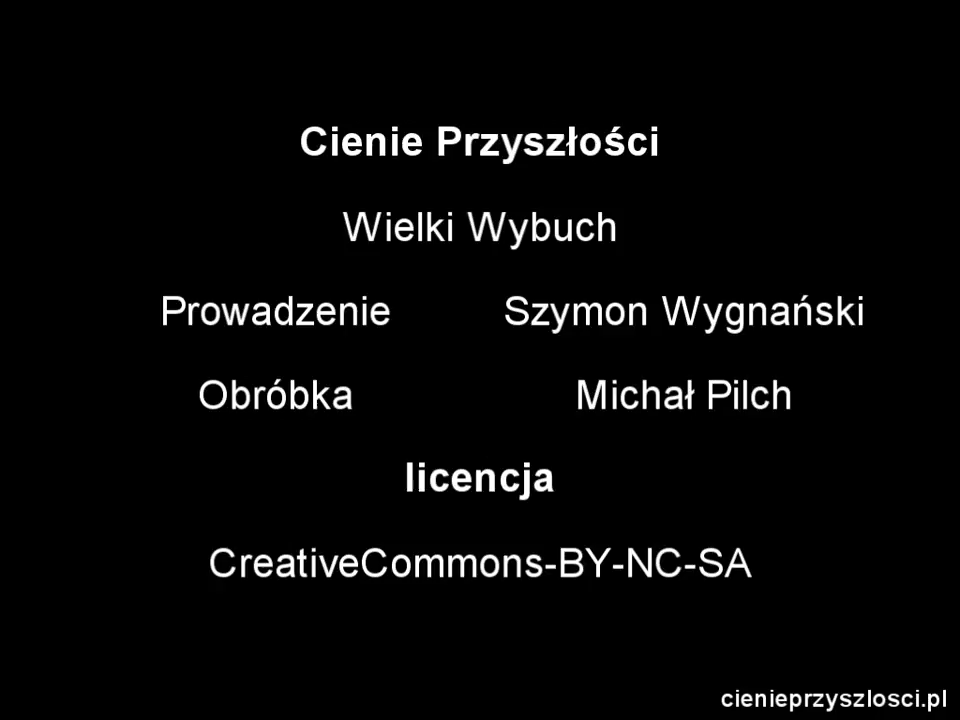 Cienie Przyszłości
Wielki Wybuch
Prowadzenie Szymon Wygnański
Obróbka Michał Pilch
licencja
CreativeCommons-BY-NC-SA
cienieprzyszlosci.pl